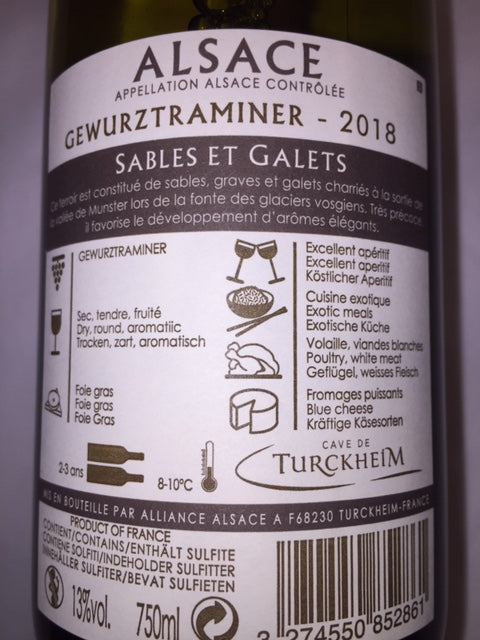 ALSACE
APPELLATION ALSACE CONTRÔLÉE
GEWURZTRAMINER - 2018
SABLES ET GALETS
Ce terroir est constitué de sables, graves et galets charriés à la sortie de
la vallée de Munster lors de la fonte des glaciers vosgiens. Très précoce,
il favorise le développement d'arômes élégants.
GEWURZTRAMINER
Sec, tendre, fruité
Dry, round, aromatiic
Trocken, zart, aromatisch
Foie gras
Foie gras
Foie Gras
Excellent apéritif
Excellent aperitif
Köstlicher Aperitif
Cuisine exotique
Exotic meals
Exotische Küche
Volaille, viandes blanches
Poultry, white meat
Geflügel, weisses Fleisch
Fromages puissants
Blue cheese
Kräftige Käsesorten
2-3 ans
8-10°C
CAVE DE
TURCKHEIM
MIS EN BOUTEILLE PAR ALLIANCE ALSACE A F68230 TURCKHEIM-FRANCE
PRODUCT OF FRANCE
CONTIENT/CONTAINS/ENTHÄLT SULFITE
CONTIENE SOLFITI/INDEHOLDER SULFITTER
INNEHÅLLER SULFITER/BEVAT SULFIETEN
13%vol. 750ml
3 274550 852861